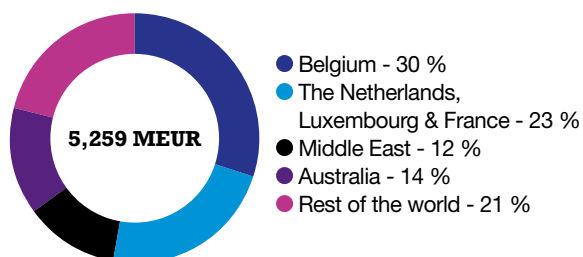 5,259 MEUR
Belgium - 30 %
The Netherlands,
Luxembourg & France - 23 %
Middle East - 12 %
Australia - 14 %
Rest of the world - 21 %